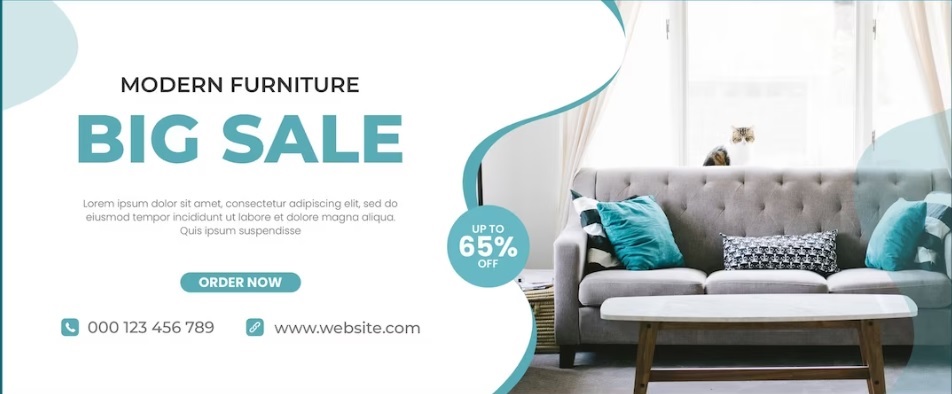 MODERN FURNITURE
BIG SALE
Lorem ipsum dolor sit amet, consectetur adipiscing elit, sed do
eiusmod tempor incididunt ut labore et dolore magna aliqua.
Quis ipsum suspendisse
ORDER NOW
000 123 456 789
www.website.com
UP TO
65%
OFF